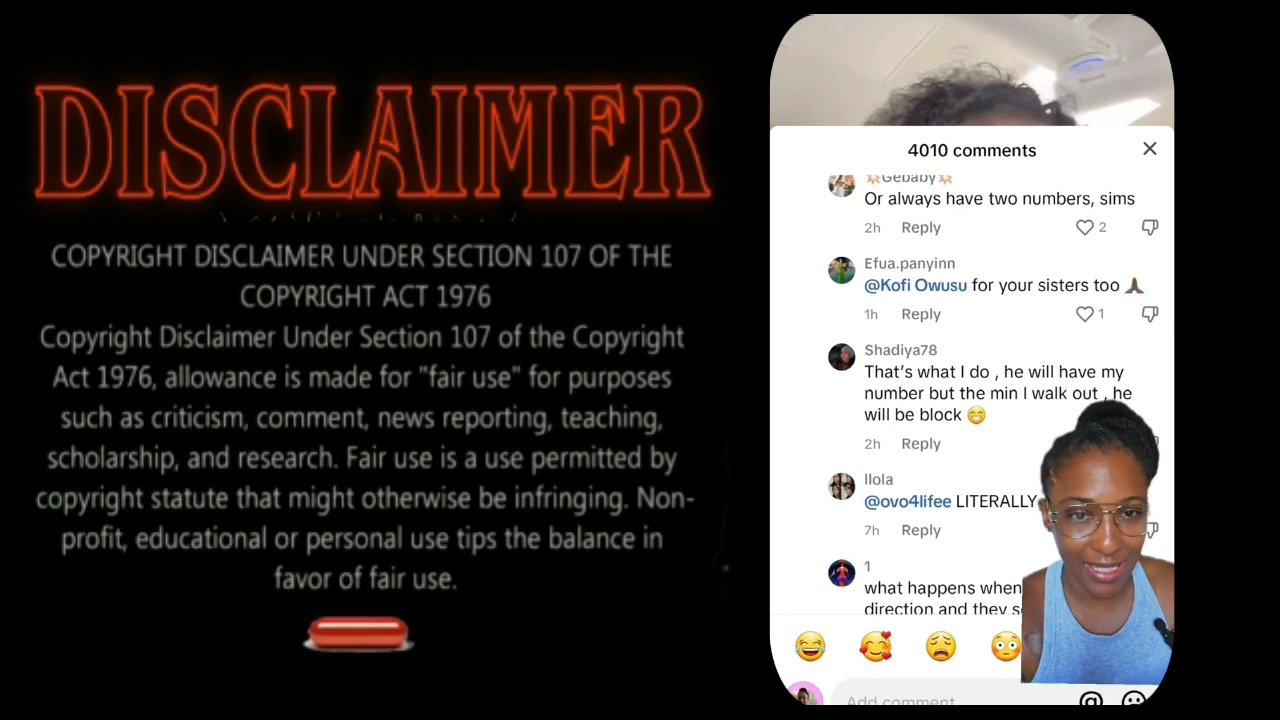 DISCLAIMER
COPYRIGHT DISCLAIMER UNDER SECTION 107 OF THE
COPYRIGHT ACT 1976
Copyright Disclaimer Under Section 107 of the Copyright
Act 1976, allowance is made for "fair use" for purposes
such as criticism, comment, news reporting, teaching,
scholarship, and research. Fair use is a use permitted by
copyright statute that might otherwise be infringing. Non-
profit, educational or personal use tips the balance in
favor of fair use.
4010 comments
💥Gebaby💥
Or always have two numbers, sims
2h Reply 2
Efua.panyinn
@Kofi Owusu for your sisters too 🙏🏾
1h Reply 1
Shadiya78
That's what I do , he will have my
number but the min I walk out , he
will be block 😁
2h Reply
llola
@ovo4lifee LITERALLY
7h Reply
1
what happens when
direction and they
😂 🥰 😩 😳
Add comment